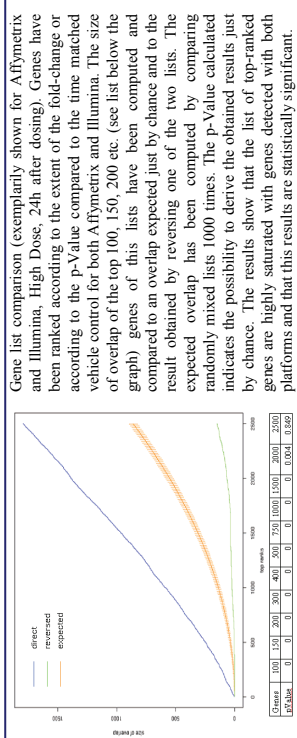 Gene list comparison (exemplarily shown for Affymetrix
and Illumina, High Dose, 24h after dosing). Genes have
been ranked according to the extent of the fold-change or
according to the p-Value compared to the time matched
vehicle control for both Affymetrix and Illumina. The size
of overlap of the top 100, 150, 200 etc. (see list below the
graph) genes of this lists have been computed and
compared to an overlap expected just by chance and to the
result obtained by reversing one of the two lists. The
expected overlap has been computed by comparing
randomly mixed lists 1000 times. The p-Value calculated
indicates the possibility to derive the obtained results just
by chance. The results show that the list of top-ranked
genes are highly saturated with genes detected with both
platforms and that this results are statistically significant.
direct
reversed
expected
size of overlap
0 500 1000 1500
0 500 1000 1500 2000 2500
top ranks
Genes 100 150 200 300 400 500 750 1000 1500 2000 2500
pValue 0 0 0 0 0 0 0 0 0 0.004 0.849